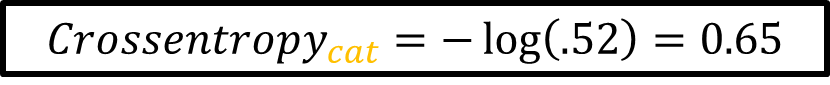 Crossentropy_cat = − log(.52) = 0.65